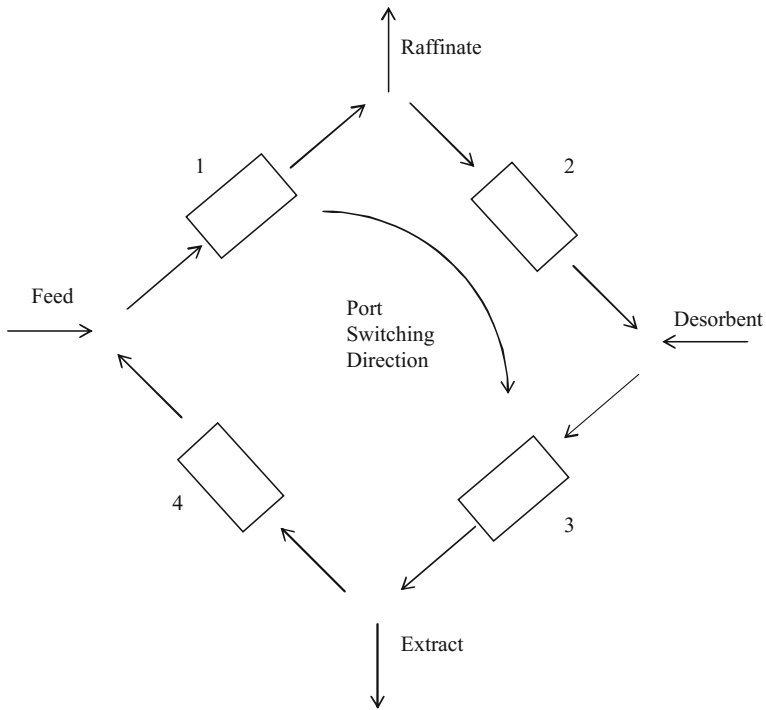 Raffinate
1
2
Feed
Port
Switching
Direction
Desorbent
4
3
Extract